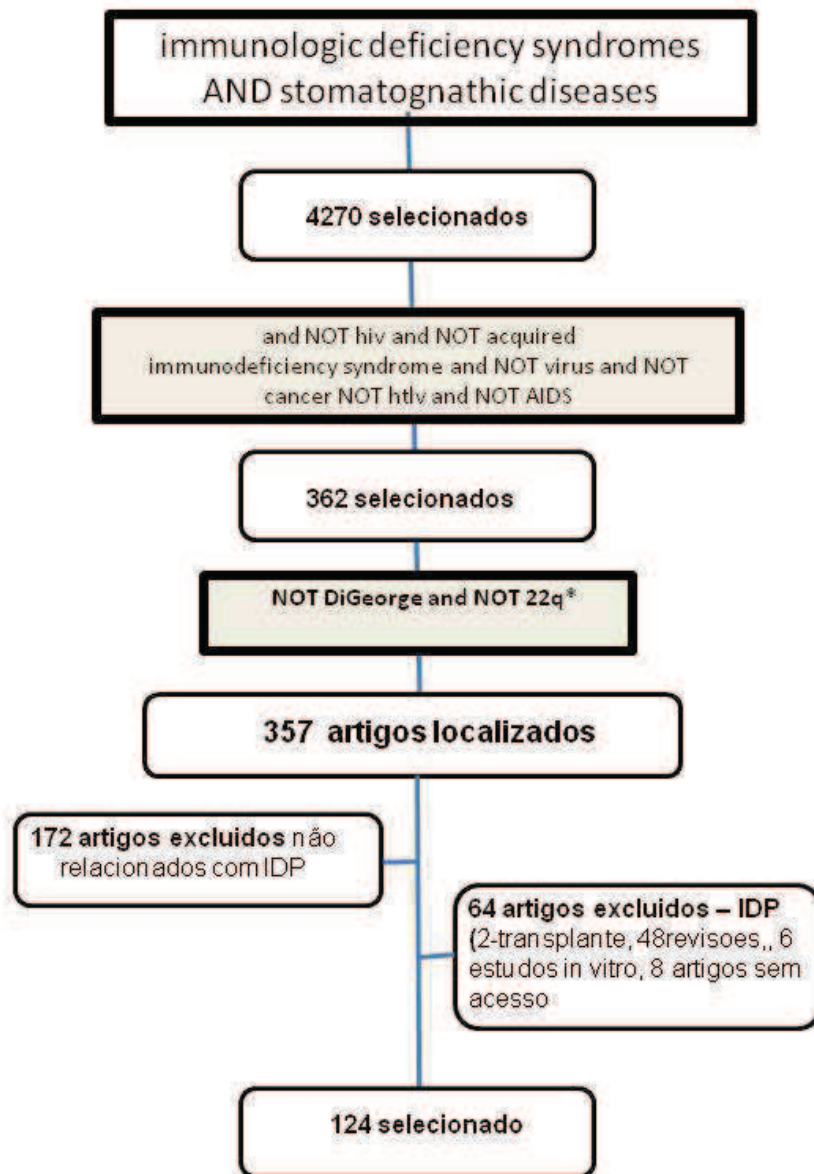 immunologic deficiency syndromes
AND stomatognathic diseases
4270 selecionados
and NOT hiv and NOT acquired
immunodeficiency syndrome and NOT virus and NOT
cancer NOT htlv and NOT AIDS
362 selecionados
NOT DiGeorge and NOT 22q*
357 artigos localizados
172 artigos excluidos não
relacionados com IDP
64 artigos excluidos – IDP
(2-transplante, 48revisoes,, 6
estudos in vitro, 8 artigos sem
acesso
124 selecionado